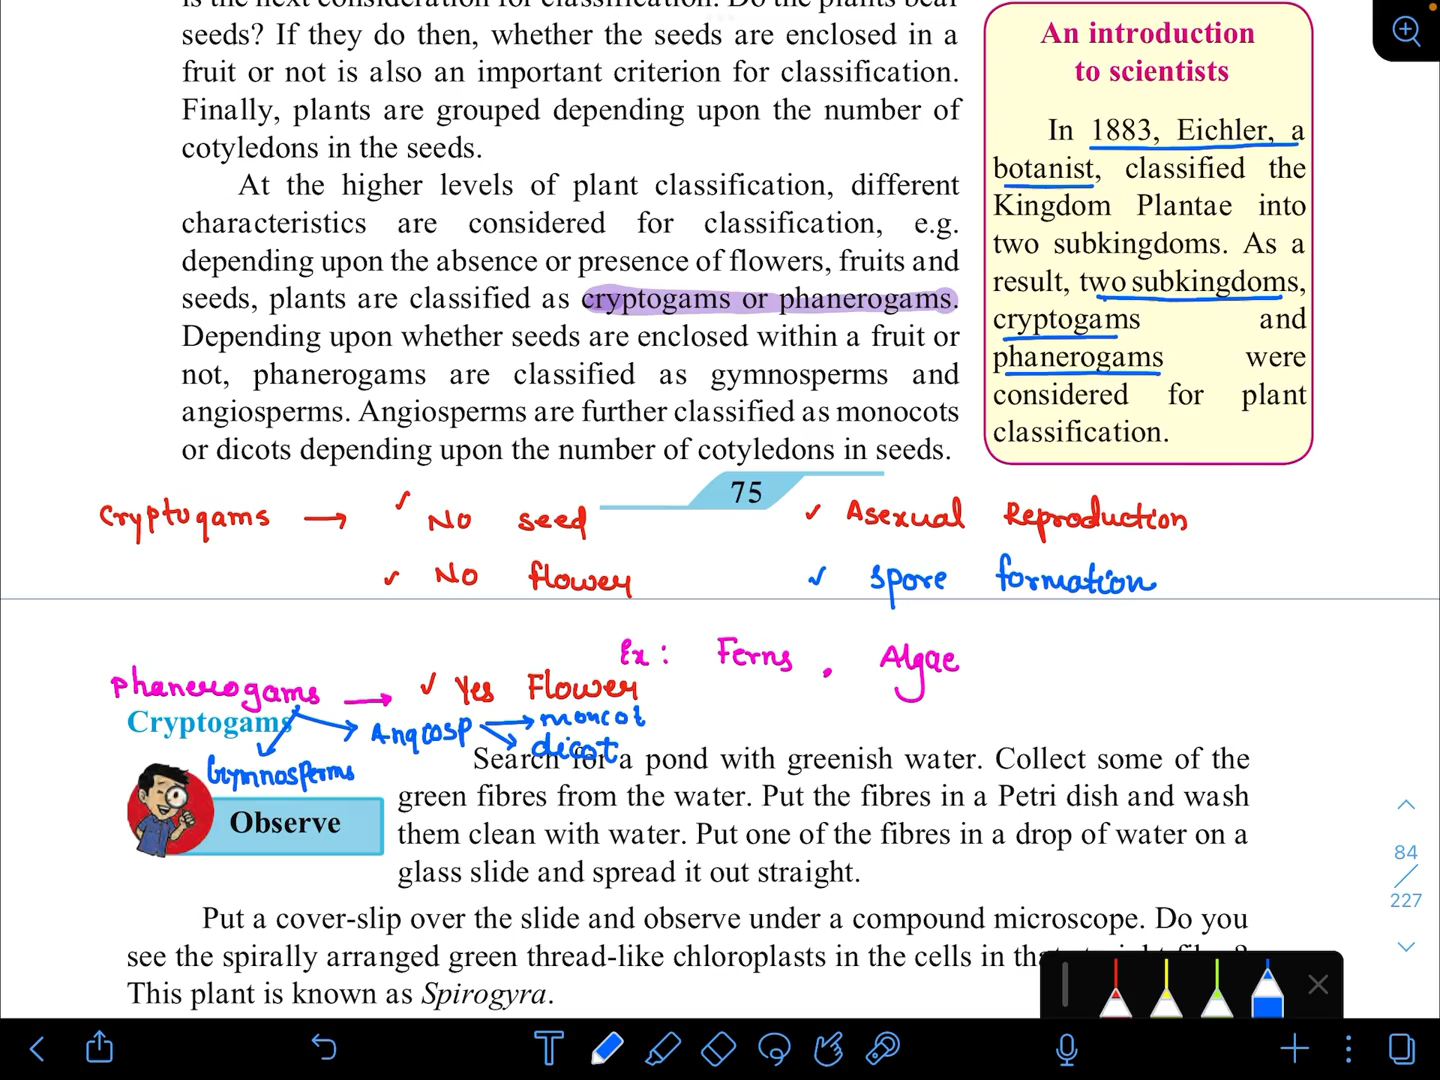 is the next consideration for classification. Do the plants bear
seeds? If they do then, whether the seeds are enclosed in a
fruit or not is also an important criterion for classification.
Finally, plants are grouped depending upon the number of
cotyledons in the seeds.
At the higher levels of plant classification, different
characteristics are considered for classification, e.g.
depending upon the absence or presence of flowers, fruits and
seeds, plants are classified as cryptogams or phanerogams.
Depending upon whether seeds are enclosed within a fruit or
not, phanerogams are classified as gymnosperms and
angiosperms. Angiosperms are further classified as monocots
or dicots depending upon the number of cotyledons in seeds.
An introduction
to scientists
In 1883, Eichler, a
botanist, classified the
Kingdom Plantae into
two subkingdoms. As a
result, two subkingdoms,
cryptogams and
phanerogams were
considered for plant
classification.
75
Cryptogams → ✓ No seed ✓ Asexual Reproduction
✓ No flower ✓ spore formation
Ex: Ferns, Algae
phanerogams → ✓ Yes Flower
Cryptogams
Angiosp → moncot
→ dicot
Gymnosperms
Observe
Search for a pond with greenish water. Collect some of the
green fibres from the water. Put the fibres in a Petri dish and wash
them clean with water. Put one of the fibres in a drop of water on a
glass slide and spread it out straight.
Put a cover-slip over the slide and observe under a compound microscope. Do you
see the spirally arranged green thread-like chloroplasts in the cells in
This plant is known as Spirogyra.
84
/
227
T